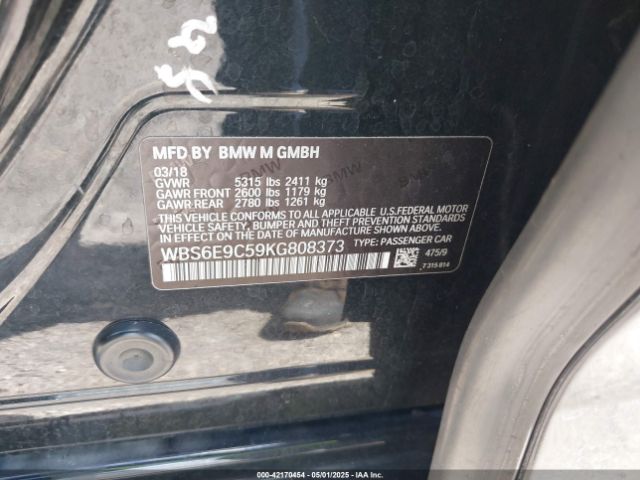 MFD BY BMW M GMBH
03/18
GVWR 5315 lbs 2411 kg
GAWR FRONT 2600 lbs 1179 kg
GAWR REAR 2780 lbs 1261 kg
THIS VEHICLE CONFORMS TO ALL APPLICABLE U.S.FEDERAL MOTOR
VEHICLE SAFETY, BUMPER, AND THEFT PREVENTION STANDARDS
IN EFFECT ON THE DATE OF MANUFACTURE SHOWN ABOVE.
WBS6E9C59KG808373 TYPE: PASSENGER CAR
475/9
7315814
000-42170454 - 05/01/2025 - IAAI.COM